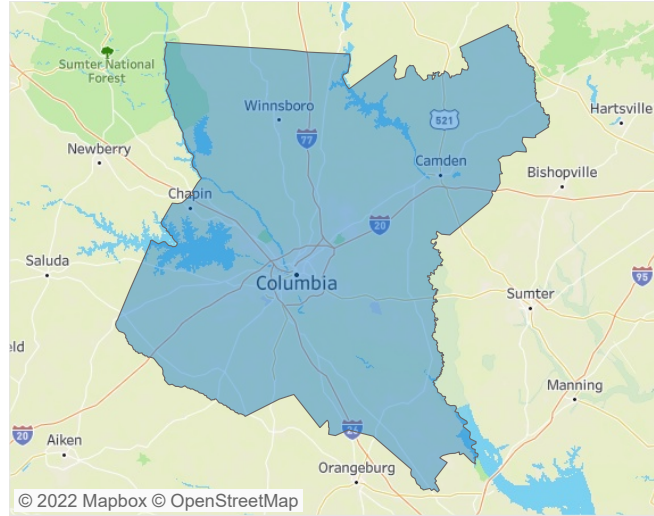 Sumter National
Forest
Winnsboro
Hartsville
521
77
Newberry
Camden
Bishopville
Chapin
20
Saluda
95
Columbia
Sumter
eld
Manning
20
26
Aiken
Orangeburg
© 2022 Mapbox © OpenStreetMap